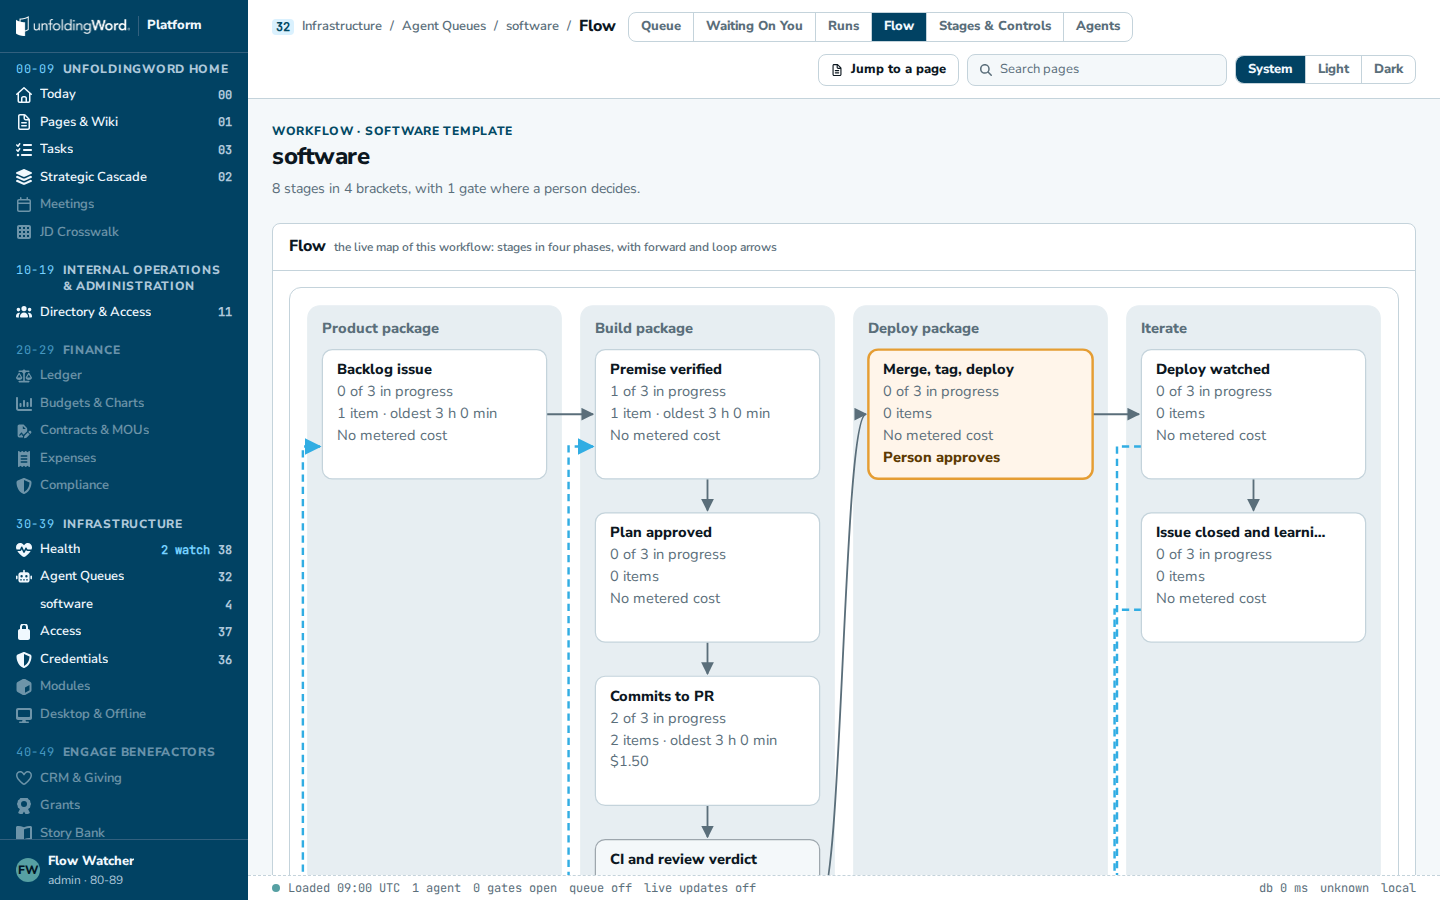 unfoldingWord Platform
00-09 UNFOLDINGWORD HOME
Today 00
Pages & Wiki 01
Tasks 03
Strategic Cascade 02
Meetings
JD Crosswalk
10-19 INTERNAL OPERATIONS
& ADMINISTRATION
Directory & Access 11
20-29 FINANCE
Ledger
Budgets & Charts
Contracts & MOUs
Expenses
Compliance
30-39 INFRASTRUCTURE
Health 2 watch 38
Agent Queues 32
software 4
Access 37
Credentials 36
Modules
Desktop & Offline
40-49 ENGAGE BENEFACTORS
CRM & Giving
Grants
Story Bank
FW Flow Watcher
admin · 80-89
32 Infrastructure / Agent Queues / software / Flow
Queue Waiting On You Runs Flow Stages & Controls Agents
Jump to a page Search pages System Light Dark
WORKFLOW · SOFTWARE TEMPLATE
software
8 stages in 4 brackets, with 1 gate where a person decides.
Flow the live map of this workflow: stages in four phases, with forward and loop arrows
Product package
Backlog issue
0 of 3 in progress
1 item · oldest 3 h 0 min
No metered cost
Build package
Premise verified
1 of 3 in progress
1 item · oldest 3 h 0 min
No metered cost
Plan approved
0 of 3 in progress
0 items
No metered cost
Commits to PR
2 of 3 in progress
2 items · oldest 3 h 0 min
$1.50
CI and review verdict
Deploy package
Merge, tag, deploy
0 of 3 in progress
0 items
No metered cost
Person approves
Iterate
Deploy watched
0 of 3 in progress
0 items
No metered cost
Issue closed and learni...
0 of 3 in progress
0 items
No metered cost
Loaded 09:00 UTC 1 agent 0 gates open queue off live updates off
db 0 ms unknown local